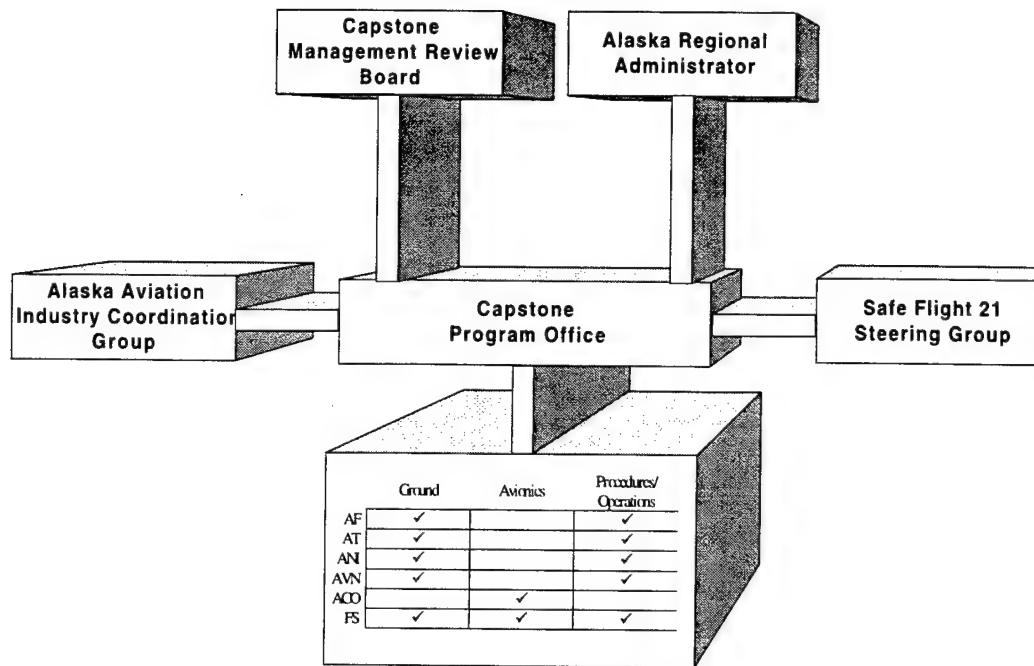 Capstone
Management Review
Board
Alaska Regional
Administrator
Alaska Aviation
Industry Coordination
Group
Capstone
Program Office
Safe Flight 21
Steering Group
Ground Avionics Procedures/
Operations
AF ✓ ✓
AT ✓ ✓
ANI ✓ ✓
AVN ✓ ✓
ACO ✓
FS ✓ ✓ ✓